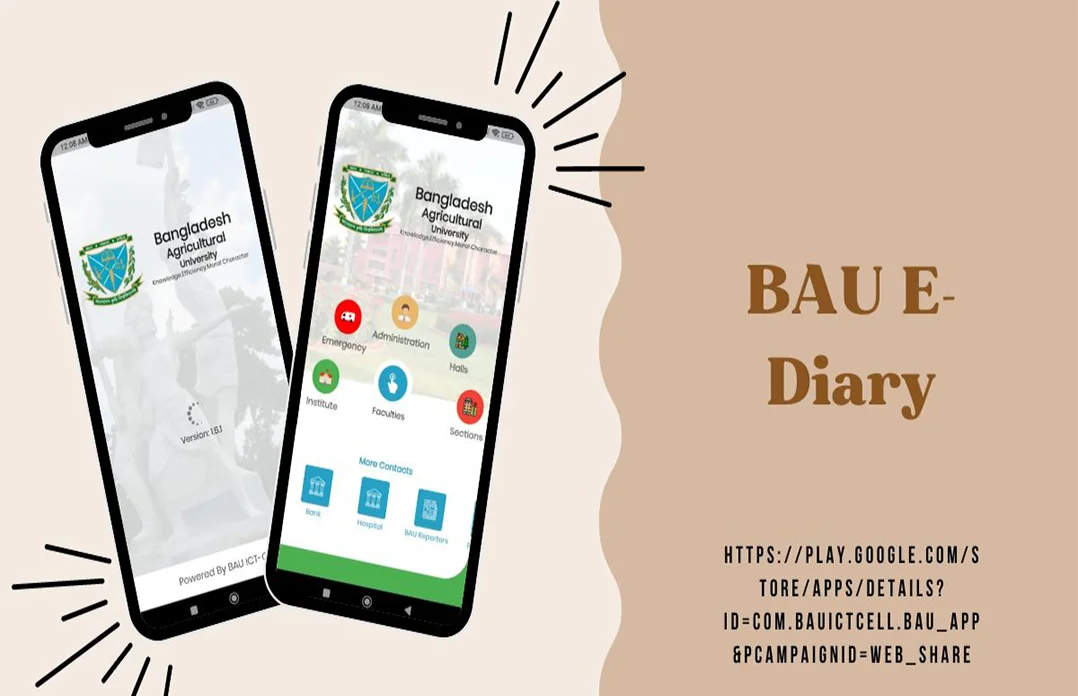 12:08 AM
Bangladesh
Agricultural
University
Knowledge.Efficiency.Moral Character
Version: 1.5.1
Powered By BAU ICT-C
12:08 AM
Bangladesh
Agricultural
University
Knowledge.Efficiency.Moral Character
Emergency
Administration
Halls
Institute
Faculties
Sections
More Contacts
Bank
Hospital
BAU Reporters
BAU E-
Diary
HTTPS://PLAY.GOOGLE.COM/S
TORE/APPS/DETAILS?
ID=COM.BAUICTCELL.BAU_APP
&PCAMPAIGNID=WEB_SHARE